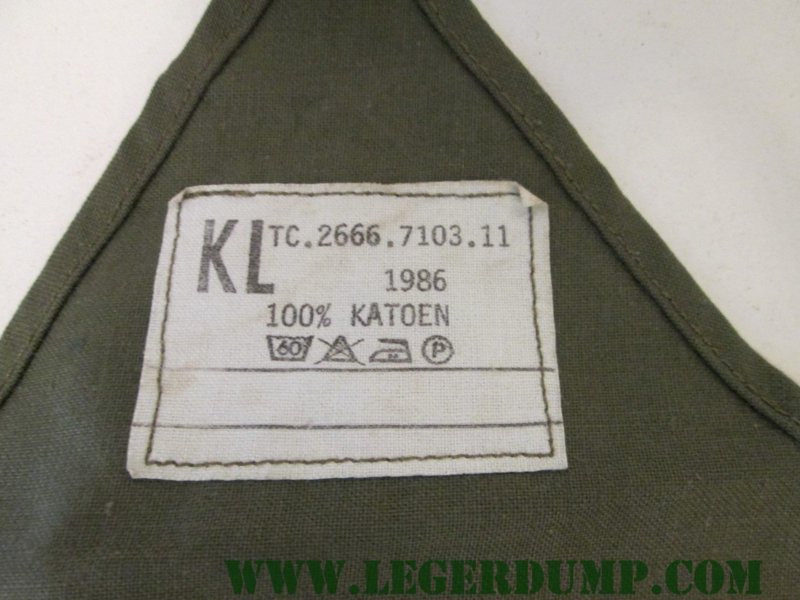 KL TC.2666.7103.11
1986
100% KATOEN
60 P
WWW.LEGERDUMP.COM